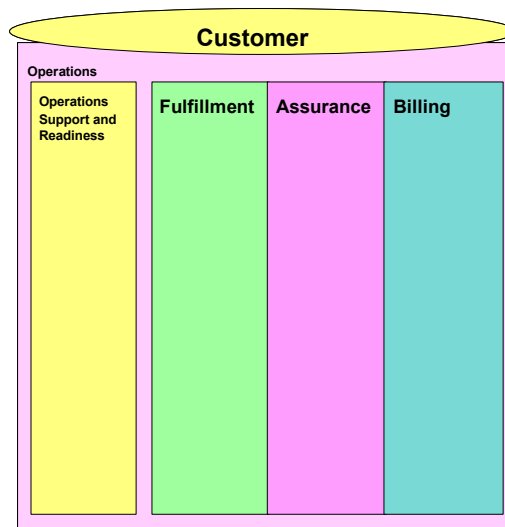 Customer
Operations
Operations
Support and
Readiness
Fulfillment
Assurance
Billing